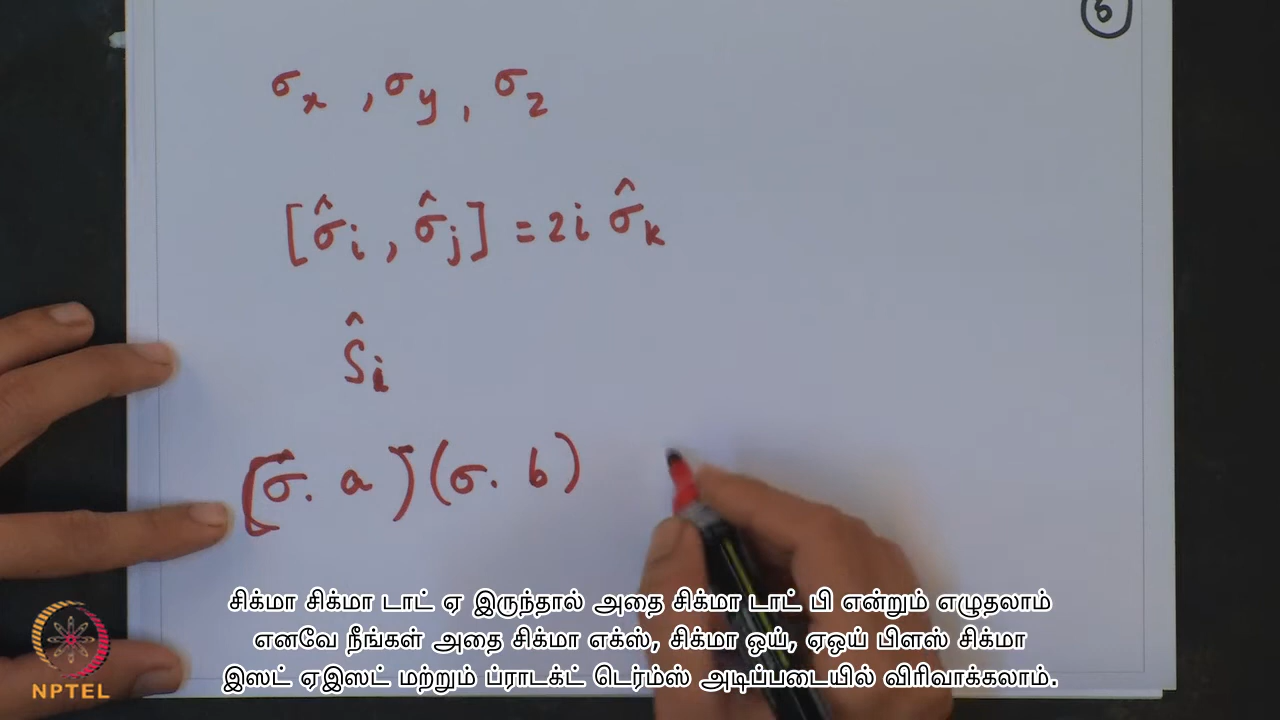 6
σx , σy , σz
[σ̂i , σ̂j] = 2i σ̂k
Ŝi
[σ. a](σ. b)
சிக்மா சிக்மா டாட் ஏ இருந்தால் அதை சிக்மா டாட் பி என்றும் எழுதலாம்
எனவே நீங்கள் அதை சிக்மா எக்ஸ், சிக்மா ஒய், ஏஒய் பிளஸ் சிக்மா
இஸட் ஏஇஸட் மற்றும் ப்ராடக்ட் டெர்ம்ஸ் அடிப்படையில் விரிவாக்கலாம்.
NPTEL